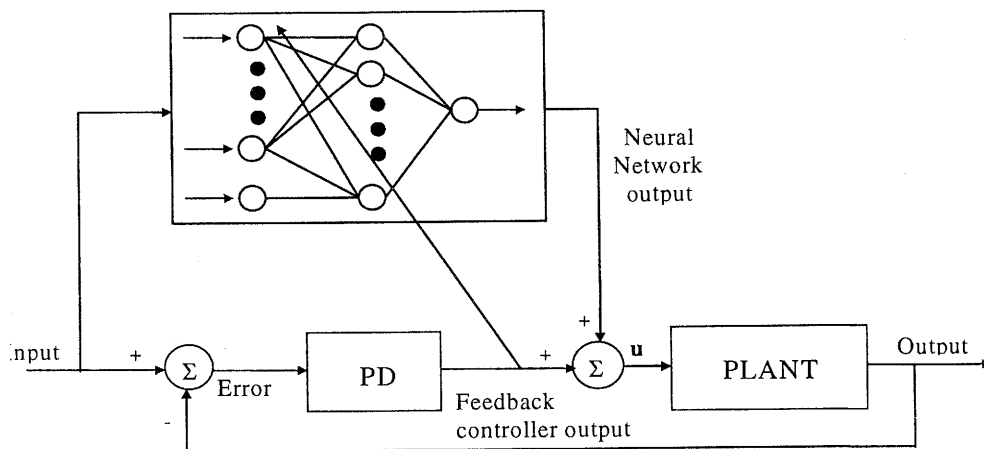 Neural
Network
output
+
Input
+
Σ
Error
-
PD
+
Feedback
controller output
Σ
u
PLANT
Output